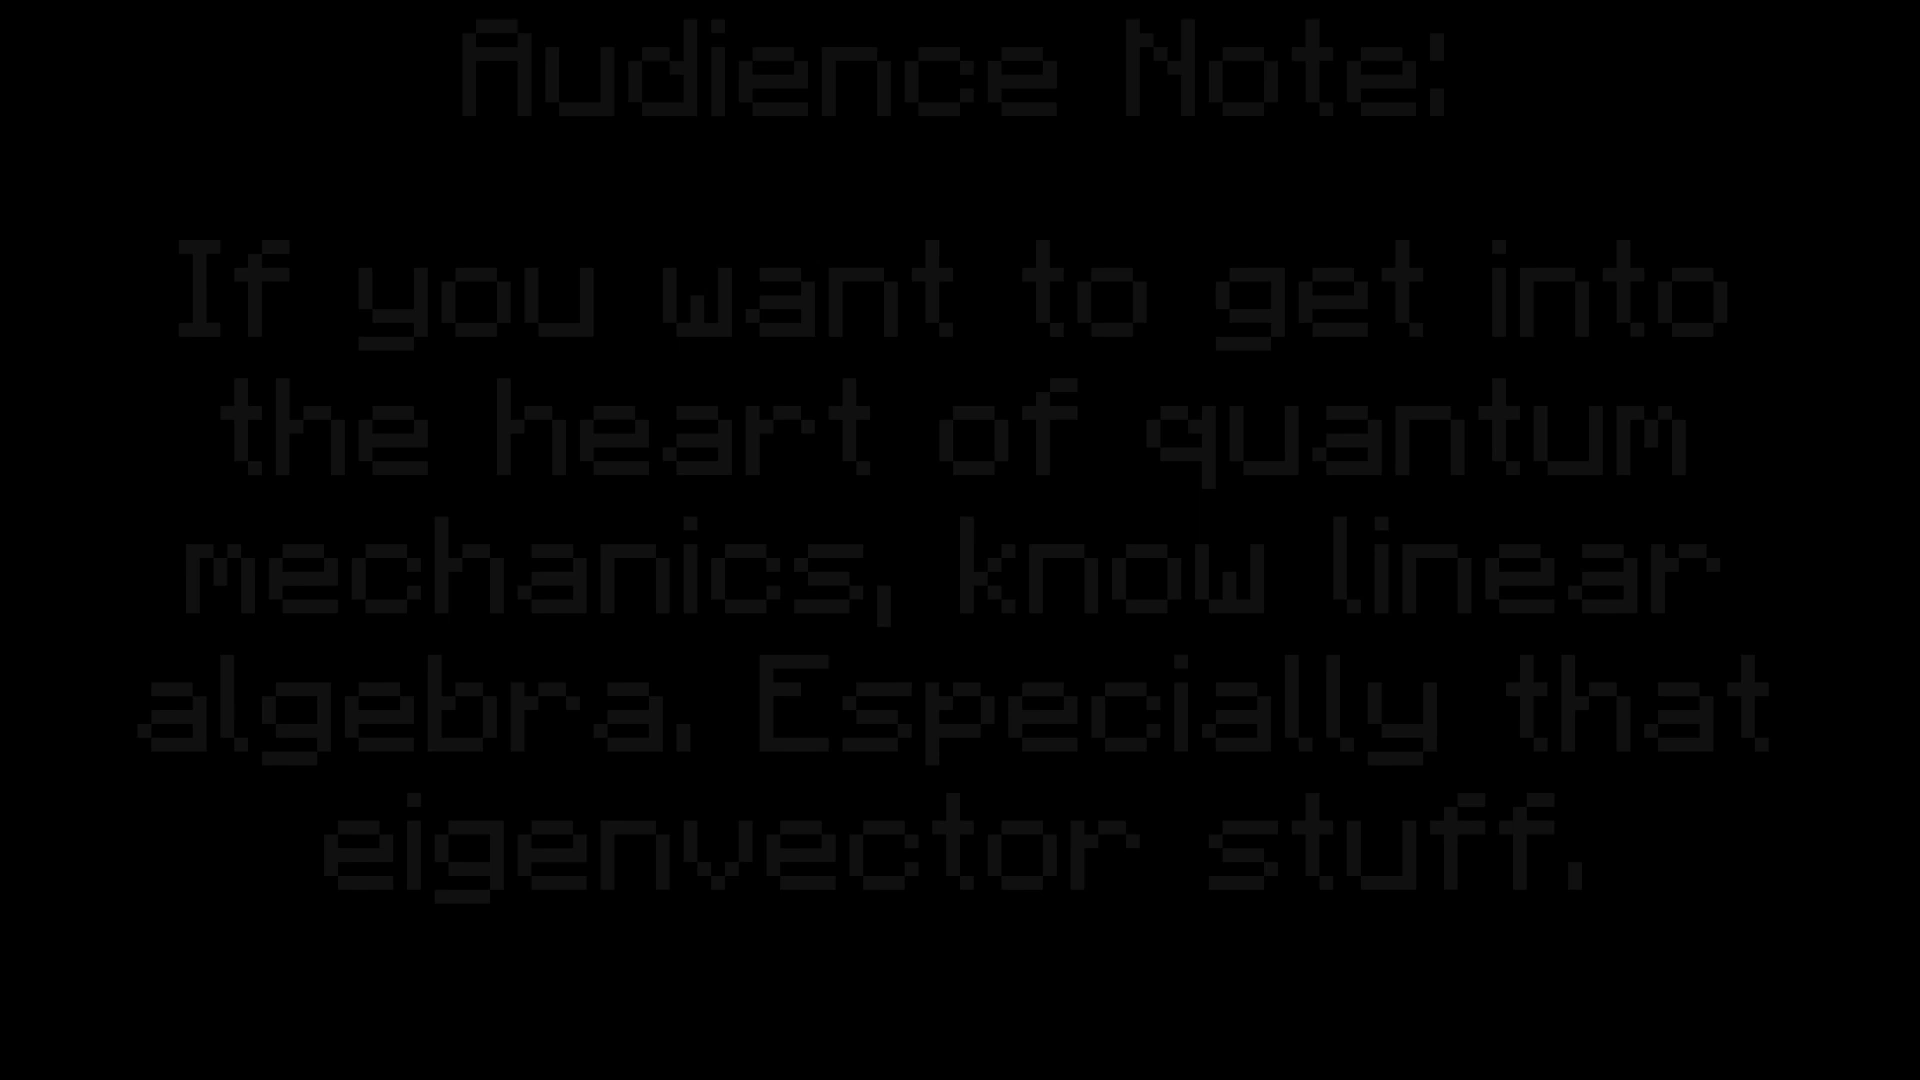 Audience Note:
If you want to get into
the heart of quantum
mechanics, know linear
algebra. Especially that
eigenvector stuff.